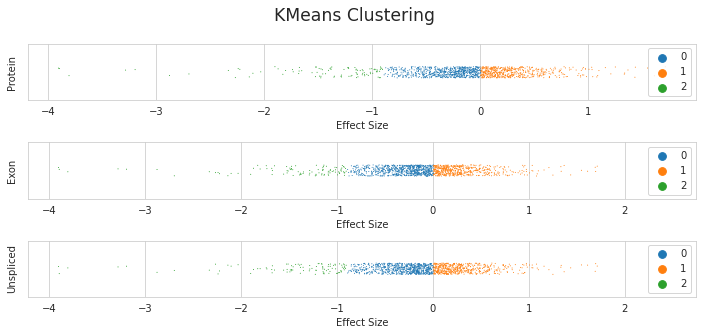 KMeans Clustering
Protein
0
1
2
−4 −3 −2 −1 0 1
Effect Size
Exon
0
1
2
−4 −3 −2 −1 0 1 2
Effect Size
Unspliced
0
1
2
−4 −3 −2 −1 0 1 2
Effect Size